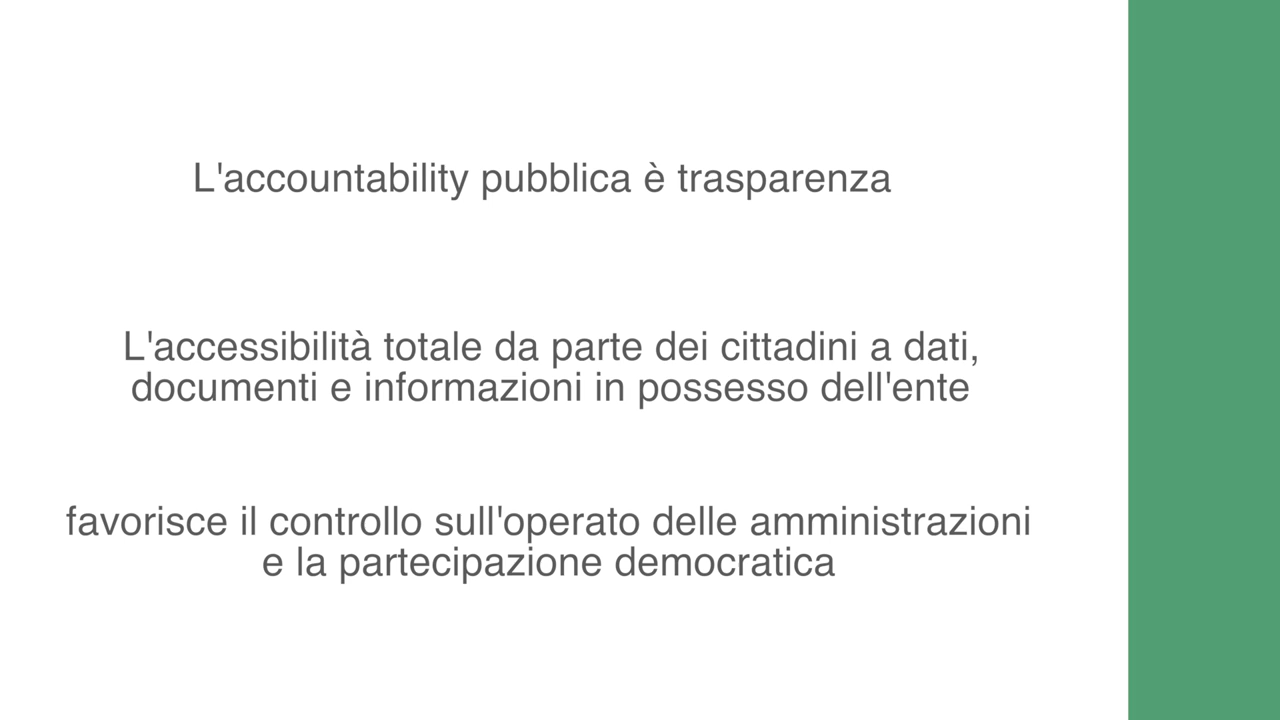 L'accountability pubblica è trasparenza
L'accessibilità totale da parte dei cittadini a dati,
documenti e informazioni in possesso dell'ente
favorisce il controllo sull'operato delle amministrazioni
e la partecipazione democratica